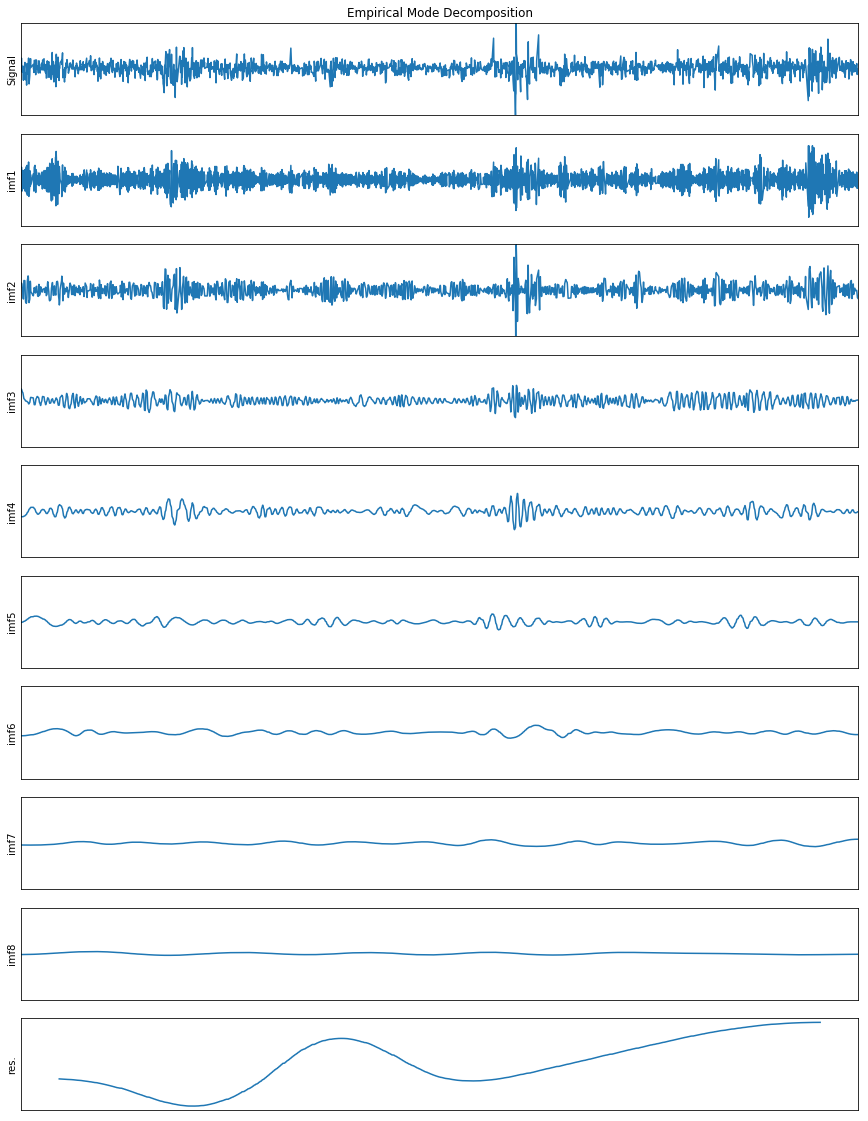 Empirical Mode Decomposition
Signal
imf1
imf2
imf3
imf4
imf5
imf6
imf7
imf8
res.